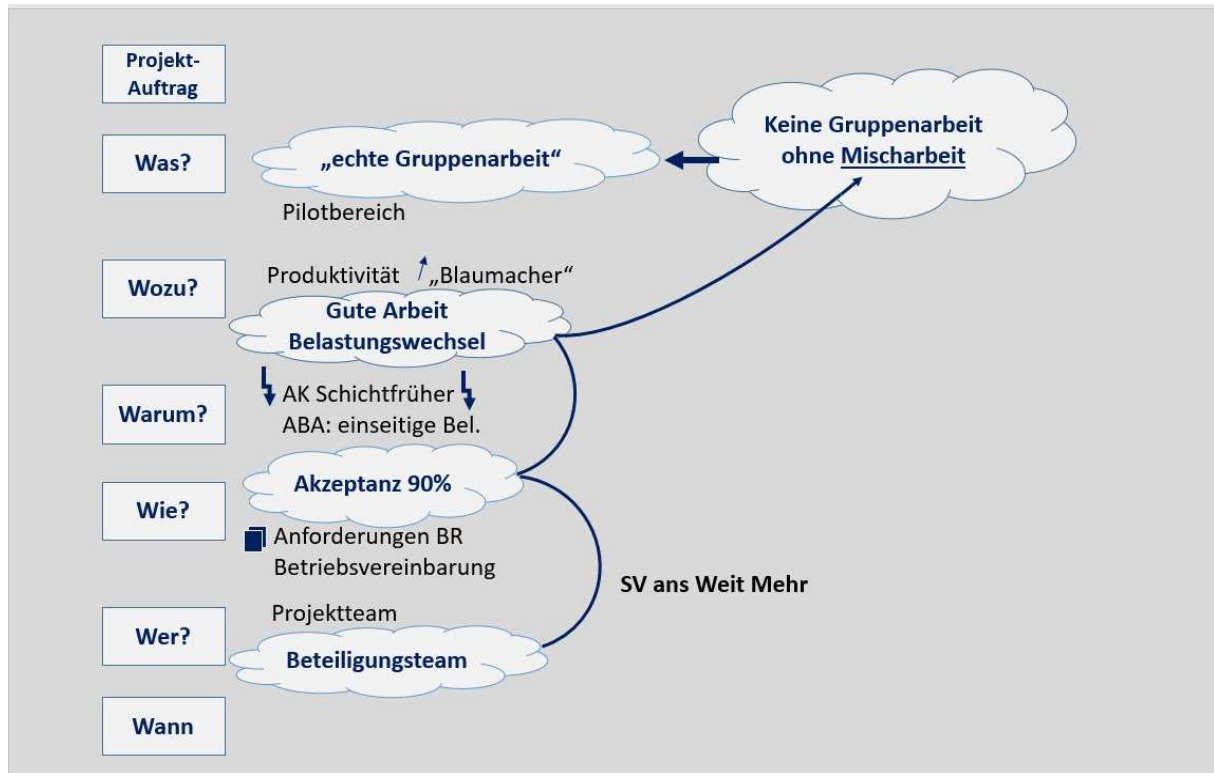 Projekt-
Auftrag
Keine Gruppenarbeit
ohne Mischarbeit
Was?
„echte Gruppenarbeit“
Pilotbereich
Wozu?
Produktivität „Blaumacher“
Gute Arbeit
Belastungswechsel
Warum?
AK Schichtfrüher
ABA: einseitige Bel.
Wie?
Akzeptanz 90%
Anforderungen BR
Betriebsvereinbarung
SV ans Weit Mehr
Wer?
Projektteam
Beteiligungsteam
Wann